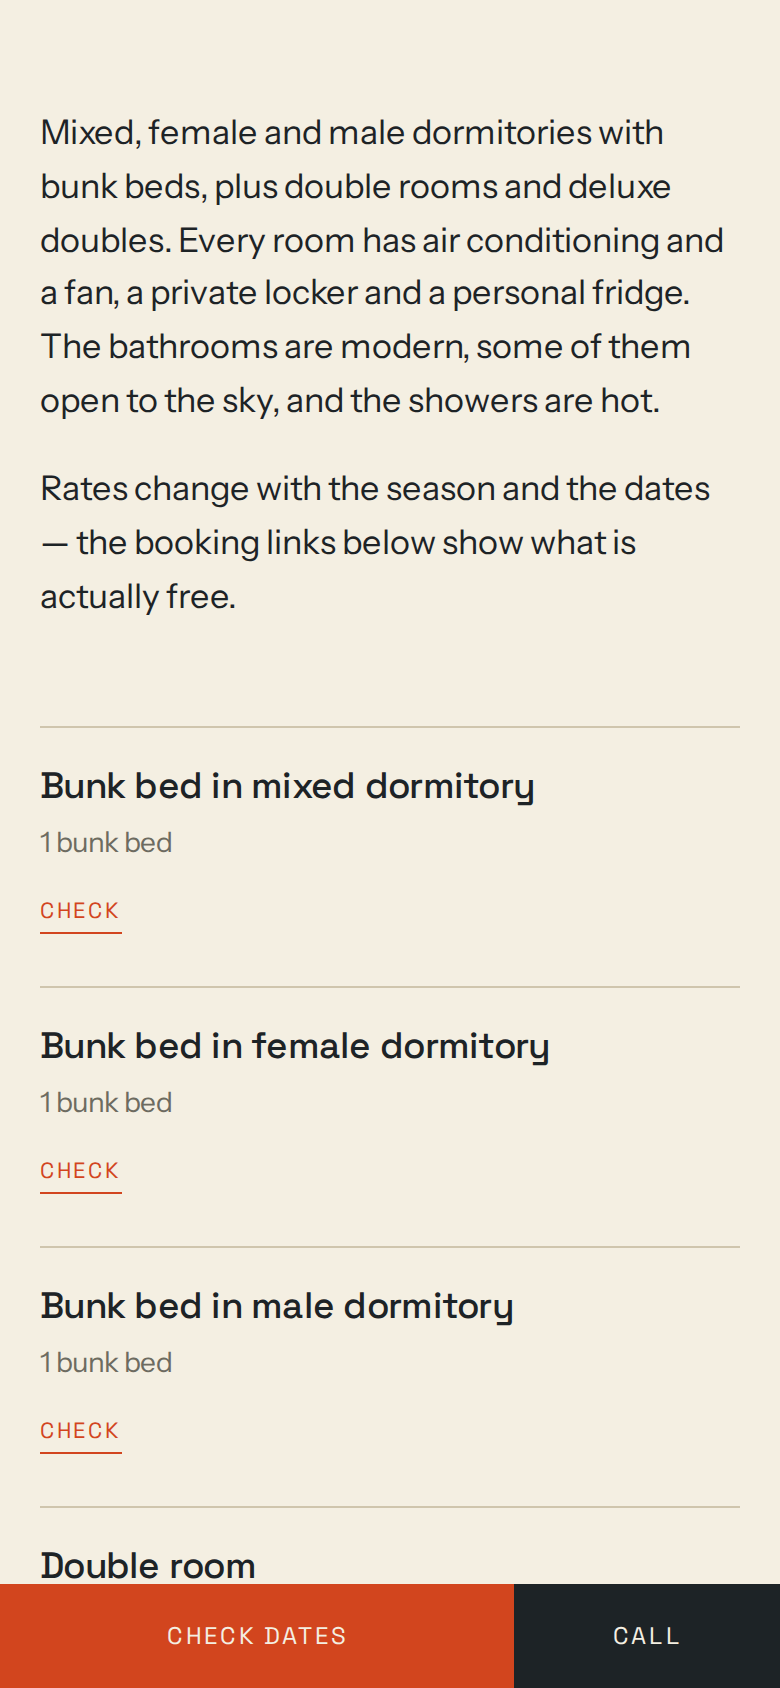 Mixed, female and male dormitories with
bunk beds, plus double rooms and deluxe
doubles. Every room has air conditioning and
a fan, a private locker and a personal fridge.
The bathrooms are modern, some of them
open to the sky, and the showers are hot.
Rates change with the season and the dates
— the booking links below show what is
actually free.
Bunk bed in mixed dormitory
1 bunk bed
CHECK
Bunk bed in female dormitory
1 bunk bed
CHECK
Bunk bed in male dormitory
1 bunk bed
CHECK
Double room
CHECK DATES
CALL